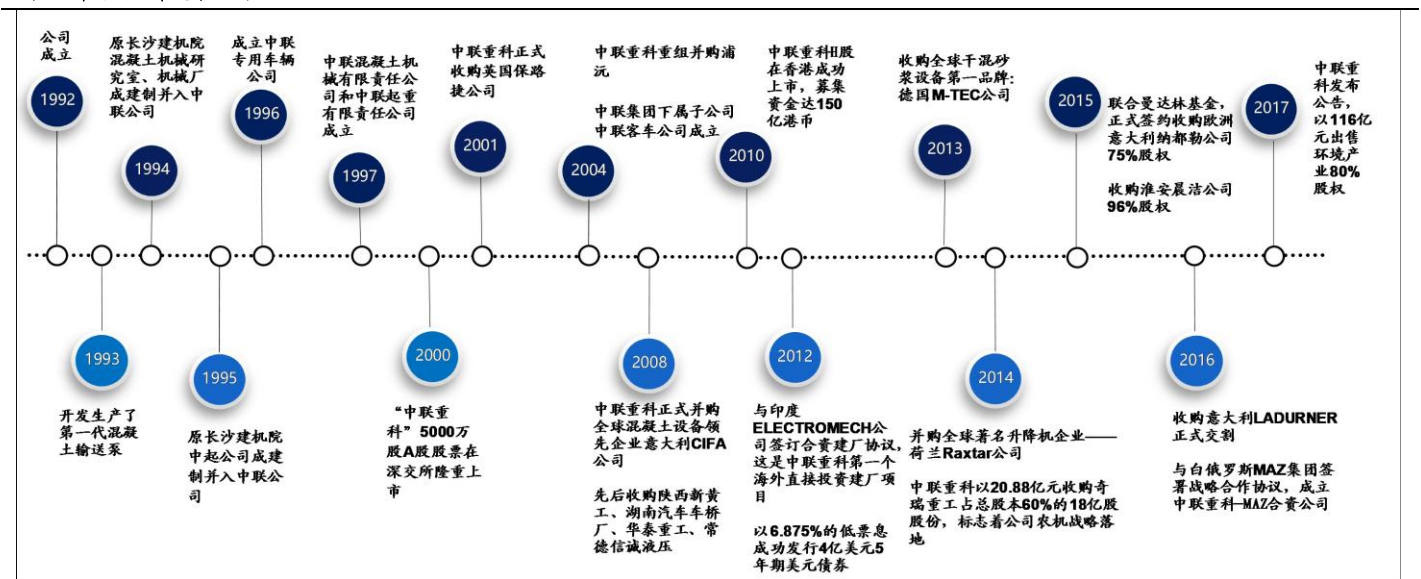 公司
成立
1992
原长沙建机院
混凝土机械研
究室、机械厂
成建制并入中
联公司
1994
成立中联
专用车辆
公司
1996
中联混凝土机
械有限责任公
司和中联起重
有限责任公司
成立
1997
中联重科正式
收购英国保路
捷公司
2001
中联重科重组并购浦
沅
中联集团下属子公司
中联客车公司成立
2004
中联重科H股
在香港成功
上市，募集
资金达150
亿港币
2010
收购全球干混砂
浆设备第一品牌：
德国M-TEC公司
2013
2015
联合曼达林基金，
正式签约收购欧洲
意大利纳都勒公司
75%股权
收购淮安晨洁公司
96%股权
2017
中联重
科发布
公告，
以116亿
元出售
环境产
业80%
股权
1993
开发生产了
第一代混凝
土输送泵
1995
原长沙建机院
中起公司成建
制并入中联公
司
2000
“中联重
科”5000万
股A股股票在
深交所隆重上
市
2008
中联重科正式并购
全球混凝土设备领
先企业意大利CIFA
公司
先后收购陕西新黄
工、湖南汽车车桥
厂、华泰重工、常
德信诚液压
2012
与印度
ELECTROMECH公
司签订合资建厂协议，
这是中联重科第一个
海外直接投资建厂项
目
以6.875%的低票息
成功发行4亿美元5
年期美元债券
2014
并购全球著名升降机企业——
荷兰Raxtar公司
中联重科以20.88亿元收购奇
瑞重工占总股本60%的18亿股
股份，标志着公司农机战略落
地
2016
收购意大利LADURNER
正式交割
与白俄罗斯MAZ集团签
署战略合作协议，成立
中联重科-MAZ合资公司